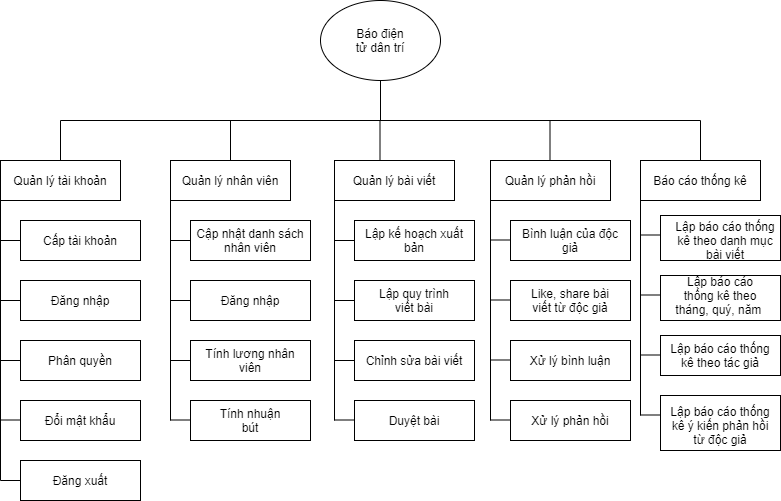 Báo điện
tử dân trí
Quản lý tài khoản
Cấp tài khoản
Đăng nhập
Phân quyền
Đổi mật khẩu
Đăng xuất
Quản lý nhân viên
Cập nhật danh sách
nhân viên
Đăng nhập
Tính lương nhân
viên
Tính nhuận
bút
Quản lý bài viết
Lập kế hoạch xuất
bản
Lập quy trình
viết bài
Chỉnh sửa bài viết
Duyệt bài
Quản lý phản hồi
Bình luận của độc
giả
Like, share bài
viết từ độc giả
Xử lý bình luận
Xử lý phản hồi
Báo cáo thống kê
Lập báo cáo thống
kê theo danh mục
bài viết
Lập báo cáo
thống kê theo
tháng, quý, năm
Lập báo cáo thống
kê theo tác giả
Lập báo cáo thống
kê ý kiến phản hồi
từ độc giả